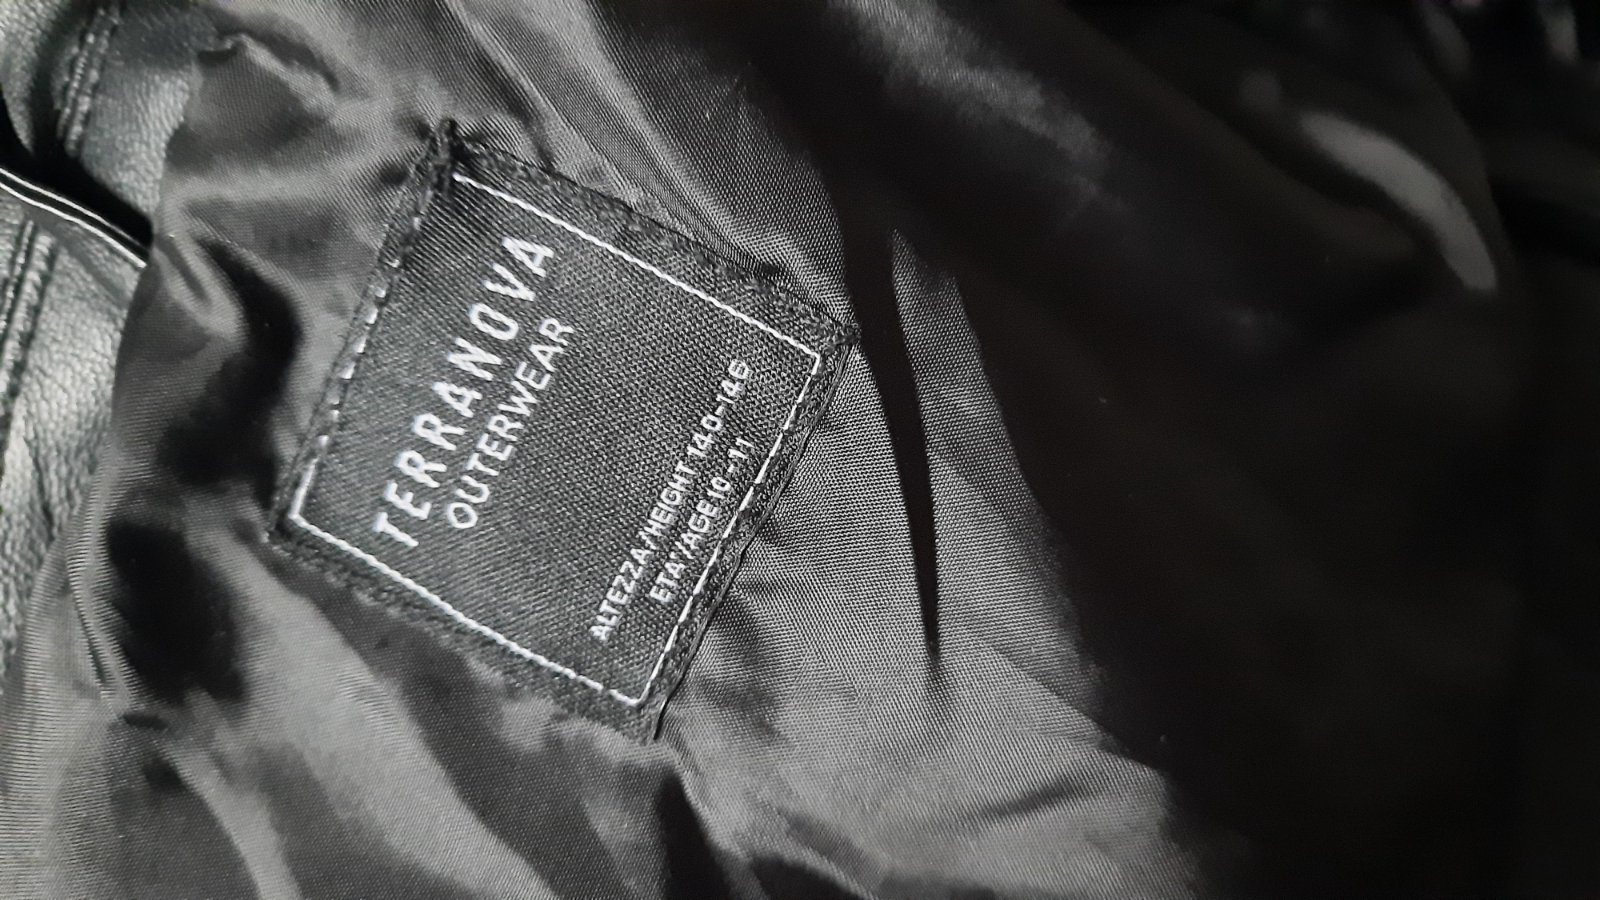 TERRANOVA
OUTERWEAR
ALTEZZA/HEIGHT 140-146
ETA'/AGE 10-11